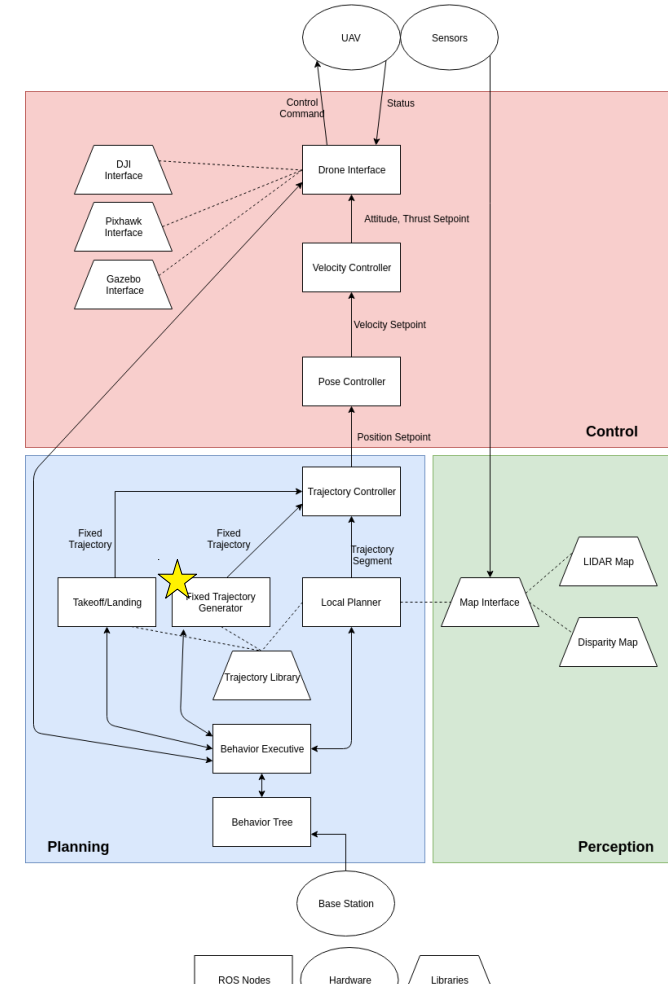 UAV
Sensors
Control
Command
Status
DJI
Interface
Drone Interface
Pixhawk
Interface
Attitude, Thrust Setpoint
Gazebo
Interface
Velocity Controller
Velocity Setpoint
Pose Controller
Control
Position Setpoint
Trajectory Controller
Fixed
Trajectory
Fixed
Trajectory
Trajectory
Segment
LIDAR Map
Takeoff/Landing
Fixed Trajectory
Generator
Local Planner
Map Interface
Disparity Map
Trajectory Library
Behavior Executive
Behavior Tree
Planning
Perception
Base Station
ROS Nodes
Hardware
Libraries